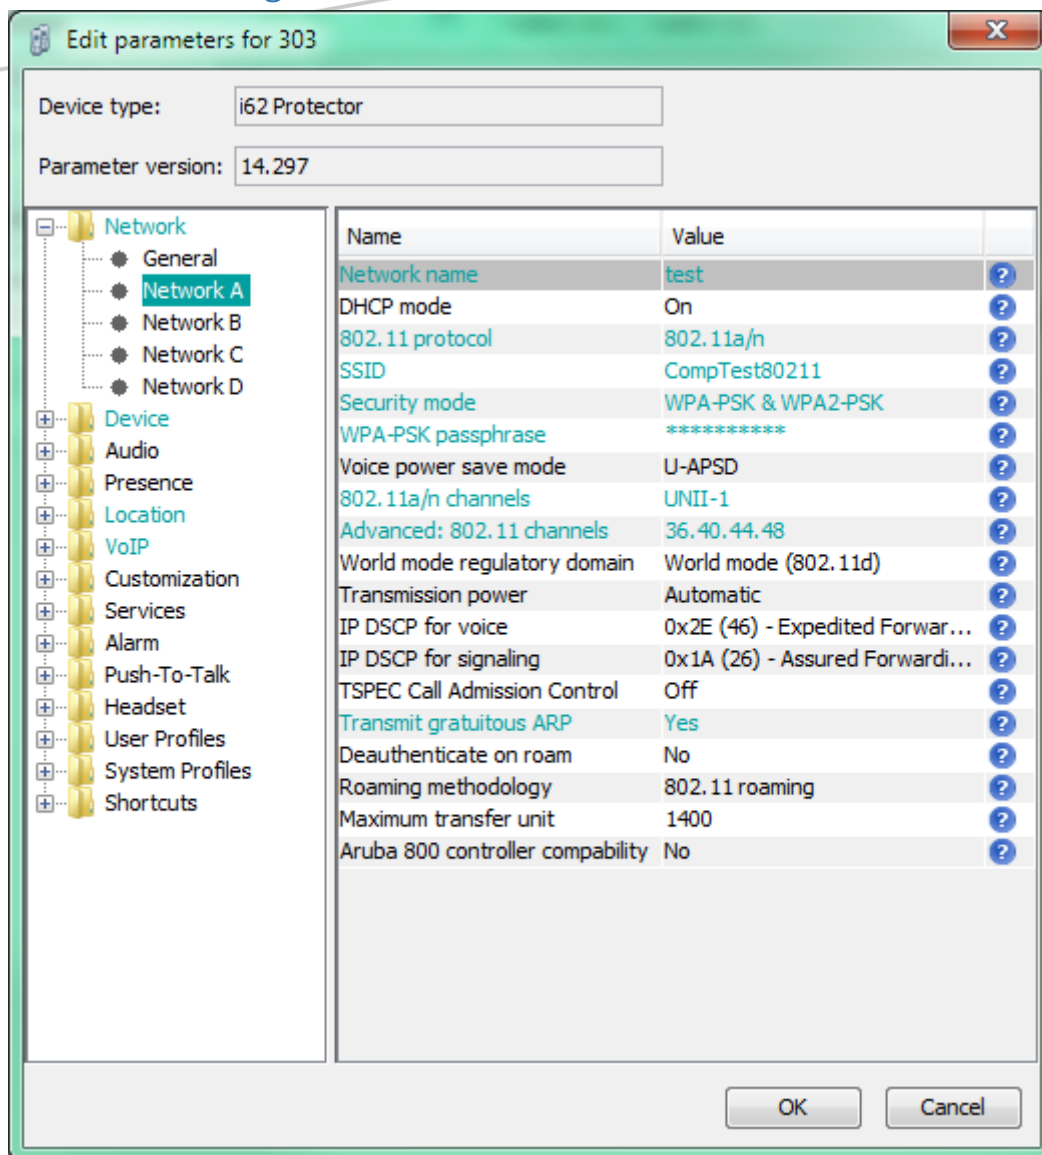 Edit parameters for 303
Device type: i62 Protector
Parameter version: 14.297
Network
General
Network A
Network B
Network C
Network D
Device
Audio
Presence
Location
VoIP
Customization
Services
Alarm
Push-To-Talk
Headset
User Profiles
System Profiles
Shortcuts
Name Value
Network name test
DHCP mode On
802.11 protocol 802.11a/n
SSID CompTest80211
Security mode WPA-PSK & WPA2-PSK
WPA-PSK passphrase **********
Voice power save mode U-APSD
802.11a/n channels UNII-1
Advanced: 802.11 channels 36.40.44.48
World mode regulatory domain World mode (802.11d)
Transmission power Automatic
IP DSCP for voice 0x2E (46) - Expedited Forwar...
IP DSCP for signaling 0x1A (26) - Assured Forwardi...
TSPEC Call Admission Control Off
Transmit gratuitous ARP Yes
Deauthenticate on roam No
Roaming methodology 802.11 roaming
Maximum transfer unit 1400
Aruba 800 controller compability No
OK Cancel